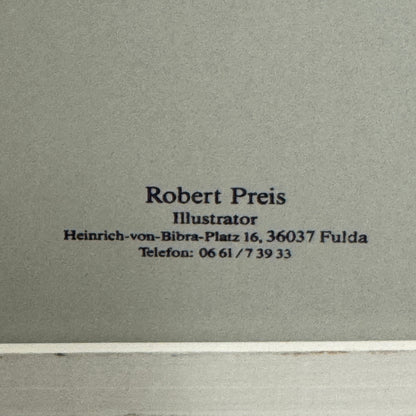 Robert Preis
Illustrator
Heinrich-von-Bibra-Platz 16, 36037 Fulda
Telefon: 06 61 / 7 39 33